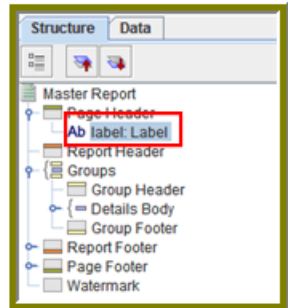 Structure Data
Master Report
Page Header
Ab label: Label
Report Header
Groups
Group Header
Details Body
Group Footer
Report Footer
Page Footer
Watermark